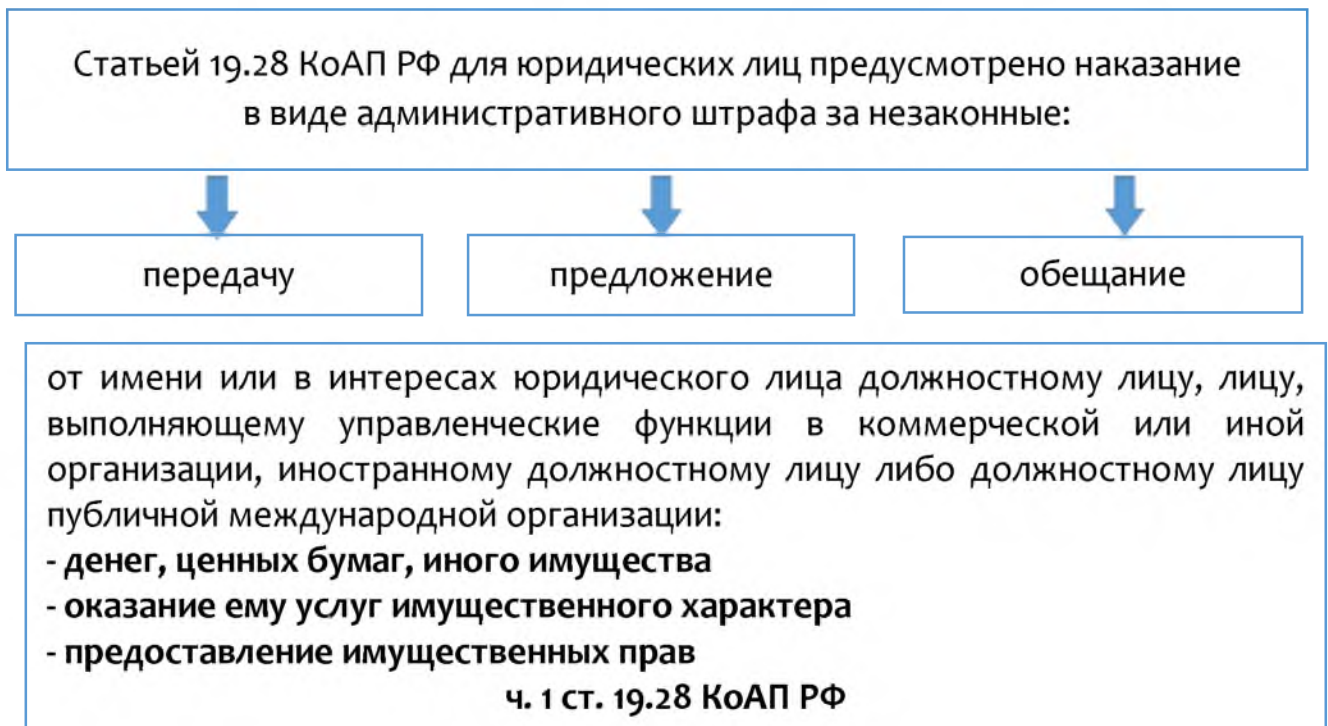 Статьей 19.28 КоАП РФ для юридических лиц предусмотрено наказание
в виде административного штрафа за незаконные:
передачу
предложение
обещание
от имени или в интересах юридического лица должностному лицу, лицу,
выполняющему управленческие функции в коммерческой или иной
организации, иностранному должностному лицу либо должностному лицу
публичной международной организации:
- денег, ценных бумаг, иного имущества
- оказание ему услуг имущественного характера
- предоставление имущественных прав
ч. 1 ст. 19.28 КоАП РФ